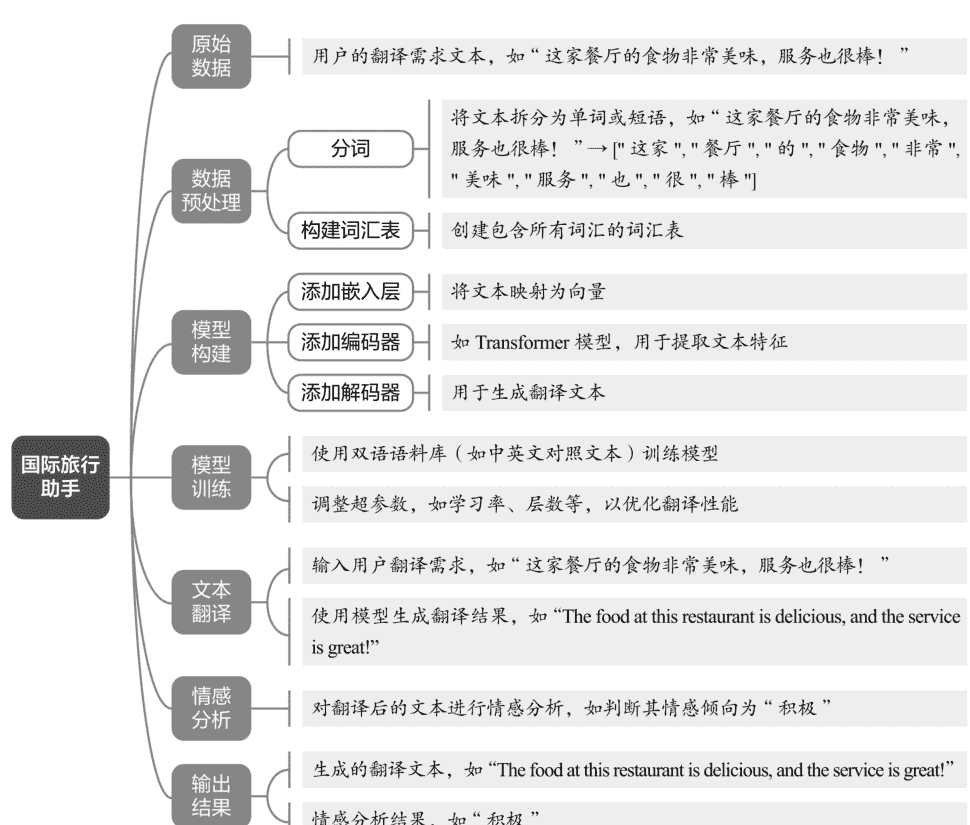 原始
数据
用户的翻译需求文本，如“这家餐厅的食物非常美味，服务也很棒！”
数据
预处理
分词
将文本拆分为单词或短语，如“这家餐厅的食物非常美味，
服务也很棒！”→ ["这家","餐厅","的","食物","非常",
"美味","服务","也","很","棒"]
构建词汇表
创建包含所有词汇的词汇表
模型
构建
添加嵌入层
将文本映射为向量
添加编码器
如 Transformer 模型，用于提取文本特征
添加解码器
用于生成翻译文本
国际旅行
助手
模型
训练
使用双语语料库（如中英文对照文本）训练模型
调整超参数，如学习率、层数等，以优化翻译性能
文本
翻译
输入用户翻译需求，如“这家餐厅的食物非常美味，服务也很棒！”
使用模型生成翻译结果，如 “The food at this restaurant is delicious, and the service
is great!”
情感
分析
对翻译后的文本进行情感分析，如判断其情感倾向为“积极”
输出
结果
生成的翻译文本，如 “The food at this restaurant is delicious, and the service is great!”
情感分析结果，如“积极”